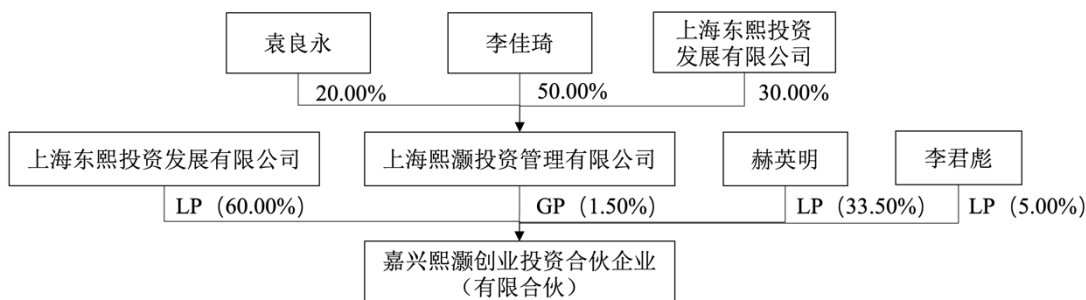 袁良永
李佳琦
上海东熙投资
发展有限公司
20.00%
50.00%
30.00%
上海东熙投资发展有限公司
上海熙灏投资管理有限公司
赫英明
李君彪
LP（60.00%）
GP（1.50%）
LP（33.50%）
LP（5.00%）
嘉兴熙灏创业投资合伙企业
（有限合伙）